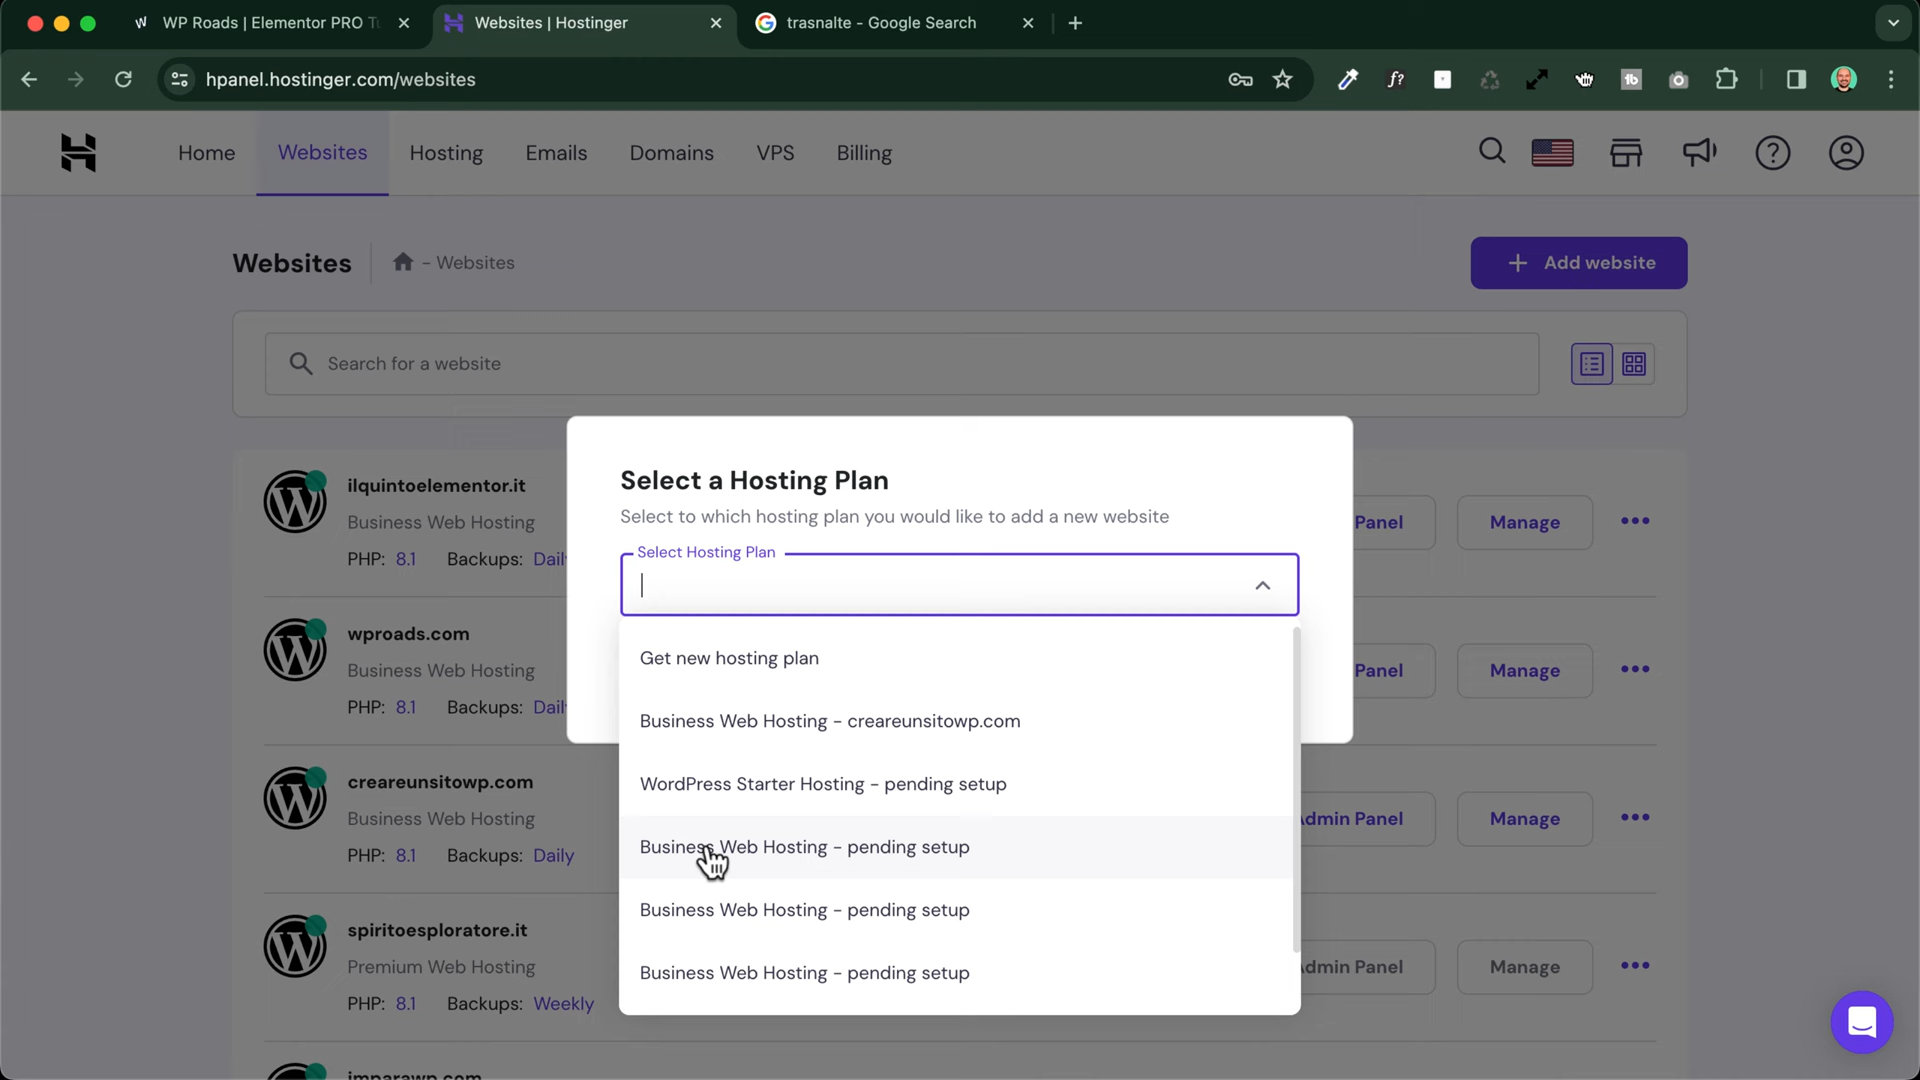 WP Roads | Elementor PRO Tu
Websites | Hostinger
trasnalte - Google Search
hpanel.hostinger.com/websites
Home
Websites
Hosting
Emails
Domains
VPS
Billing
Websites
- Websites
+ Add website
Search for a website
Select a Hosting Plan
Select to which hosting plan you would like to add a new website
Select Hosting Plan
Get new hosting plan
Business Web Hosting - creareunsitowp.com
WordPress Starter Hosting - pending setup
Business Web Hosting - pending setup
Business Web Hosting - pending setup
Business Web Hosting - pending setup
ilquintoelementor.it
Business Web Hosting
PHP: 8.1 Backups: Daily
Panel
Manage
wproads.com
Business Web Hosting
PHP: 8.1 Backups: Daily
Panel
Manage
creareunsitowp.com
Business Web Hosting
PHP: 8.1 Backups: Daily
Admin Panel
Manage
spiritoesploratore.it
Premium Web Hosting
PHP: 8.1 Backups: Weekly
Admin Panel
Manage
imparawp.com